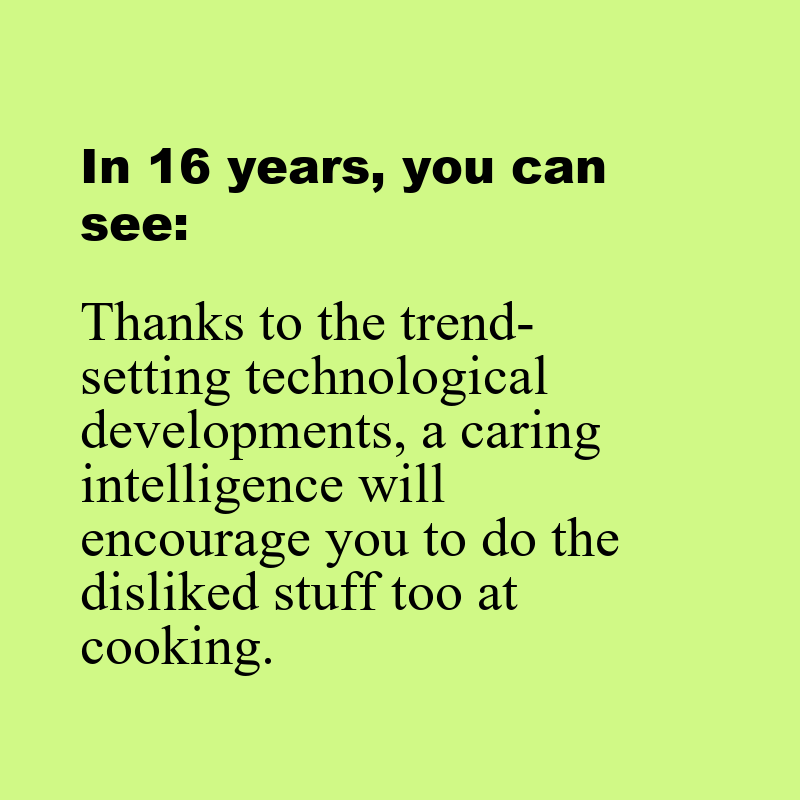 In 16 years, you can
see:
Thanks to the trend-
setting technological
developments, a caring
intelligence will
encourage you to do the
disliked stuff too at
cooking.